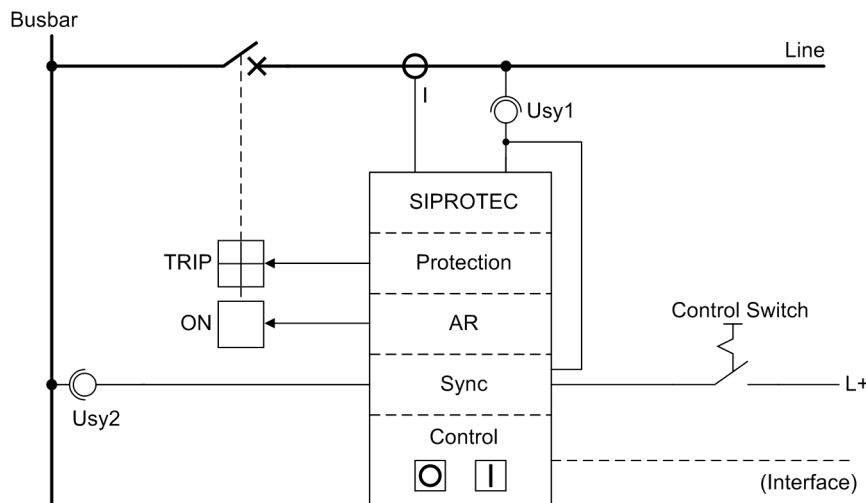 Busbar
Line
I
Usy1
SIPROTEC
TRIP
Protection
ON
AR
Control Switch
Sync
L+
Usy2
Control
(Interface)